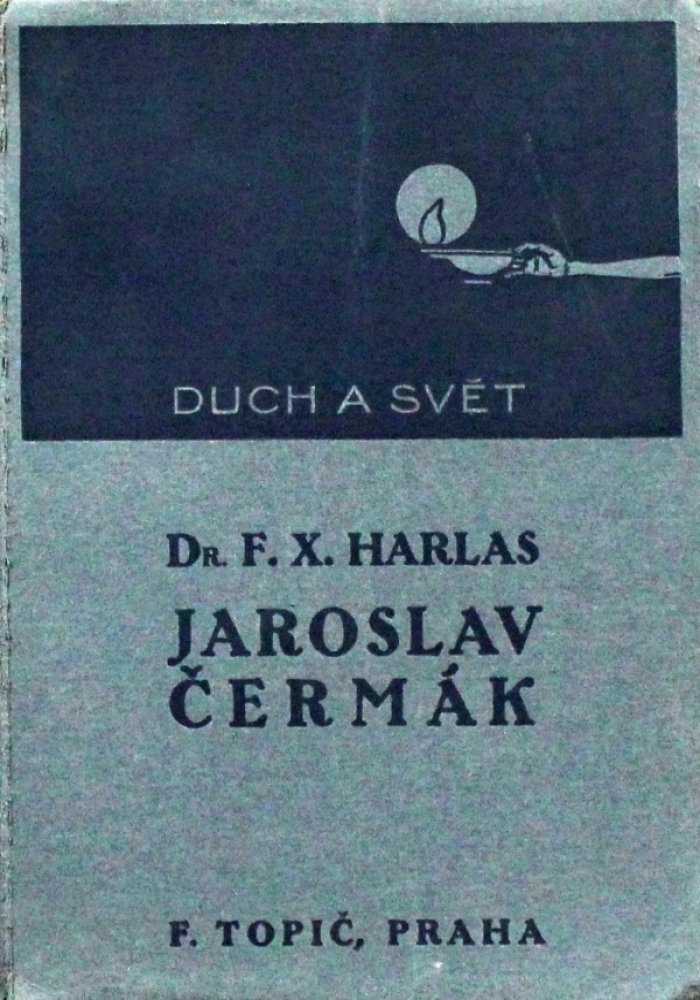 DUCH A SVĚT
DR. F. X. HARLAS
JAROSLAV
ČERMÁK
F. TOPIČ, PRAHA